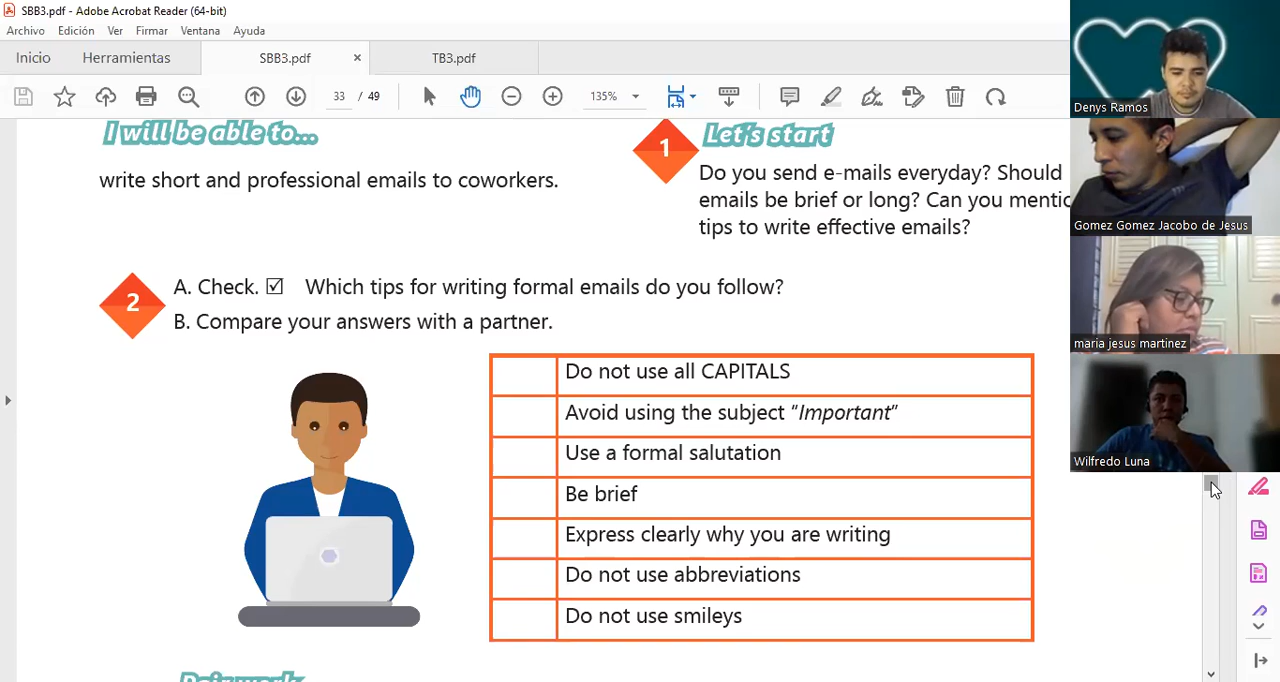 SBB3.pdf - Adobe Acrobat Reader (64-bit)
Archivo Edición Ver Firmar Ventana Ayuda
Inicio Herramientas SBB3.pdf × TB3.pdf
33 / 49 135%
I will be able to...
write short and professional emails to coworkers.
1 Let's start
Do you send e-mails everyday? Should
emails be brief or long? Can you mentio
tips to write effective emails?
2 A. Check. ☑ Which tips for writing formal emails do you follow?
B. Compare your answers with a partner.
Do not use all CAPITALS
Avoid using the subject "Important"
Use a formal salutation
Be brief
Express clearly why you are writing
Do not use abbreviations
Do not use smileys
Pair work
Denys Ramos
Gomez Gomez Jacobo de Jesus
maria jesus martinez
Wilfredo Luna